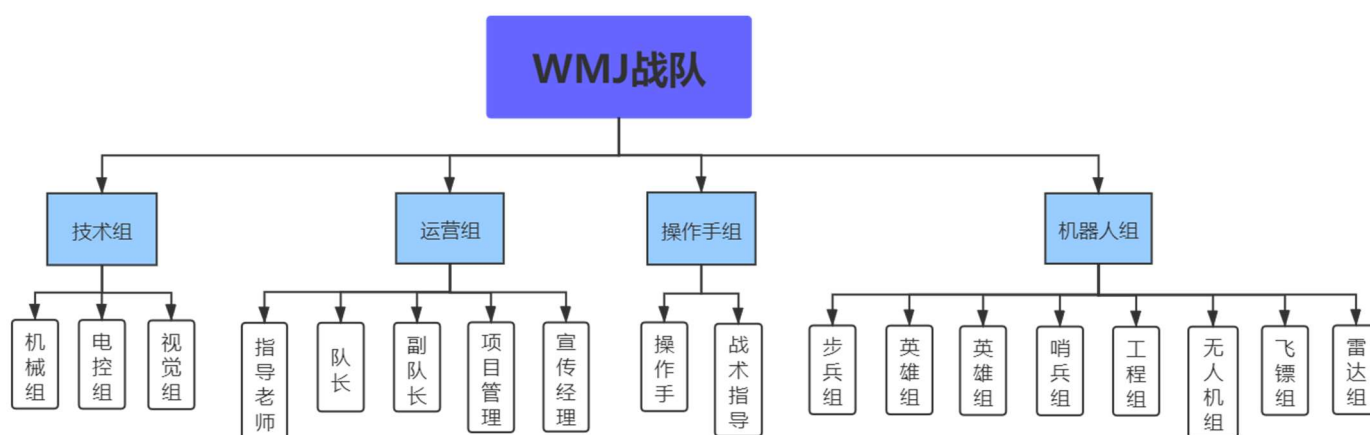 WMJ战队
技术组
运营组
操作手组
机器人组
机械组
电控组
视觉组
指导老师
队长
副队长
项目管理
宣传经理
操作手
战术指导
步兵组
英雄组
英雄组
哨兵组
工程组
无人机组
飞镖组
雷达组